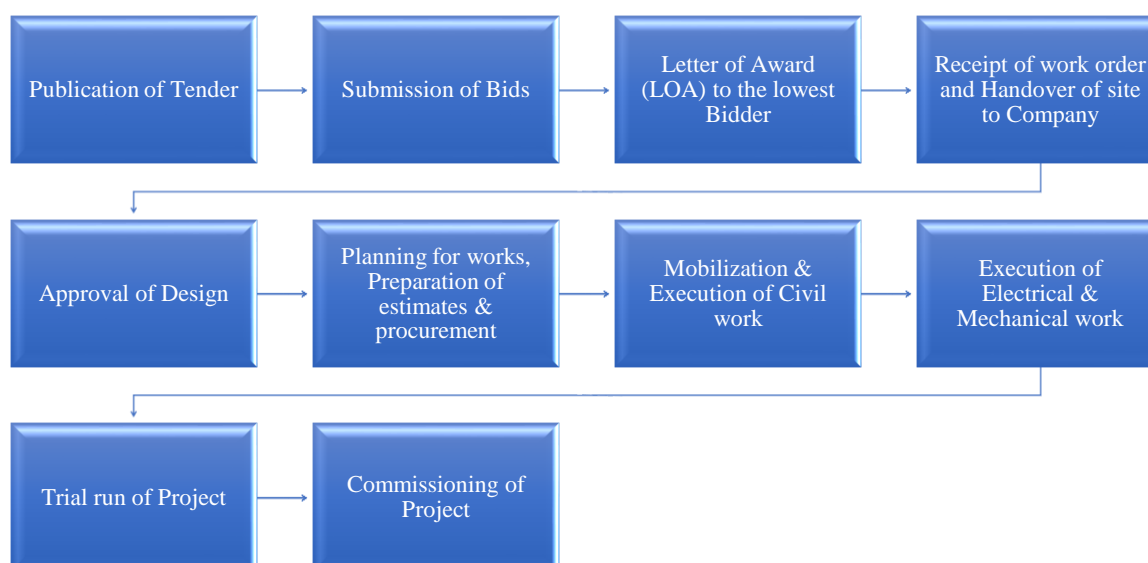 Publication of Tender
Submission of Bids
Letter of Award
(LOA) to the lowest
Bidder
Receipt of work order
and Handover of site
to Company
Approval of Design
Planning for works,
Preparation of
estimates &
procurement
Mobilization &
Execution of Civil
work
Execution of
Electrical &
Mechanical work
Trial run of Project
Commissioning of
Project